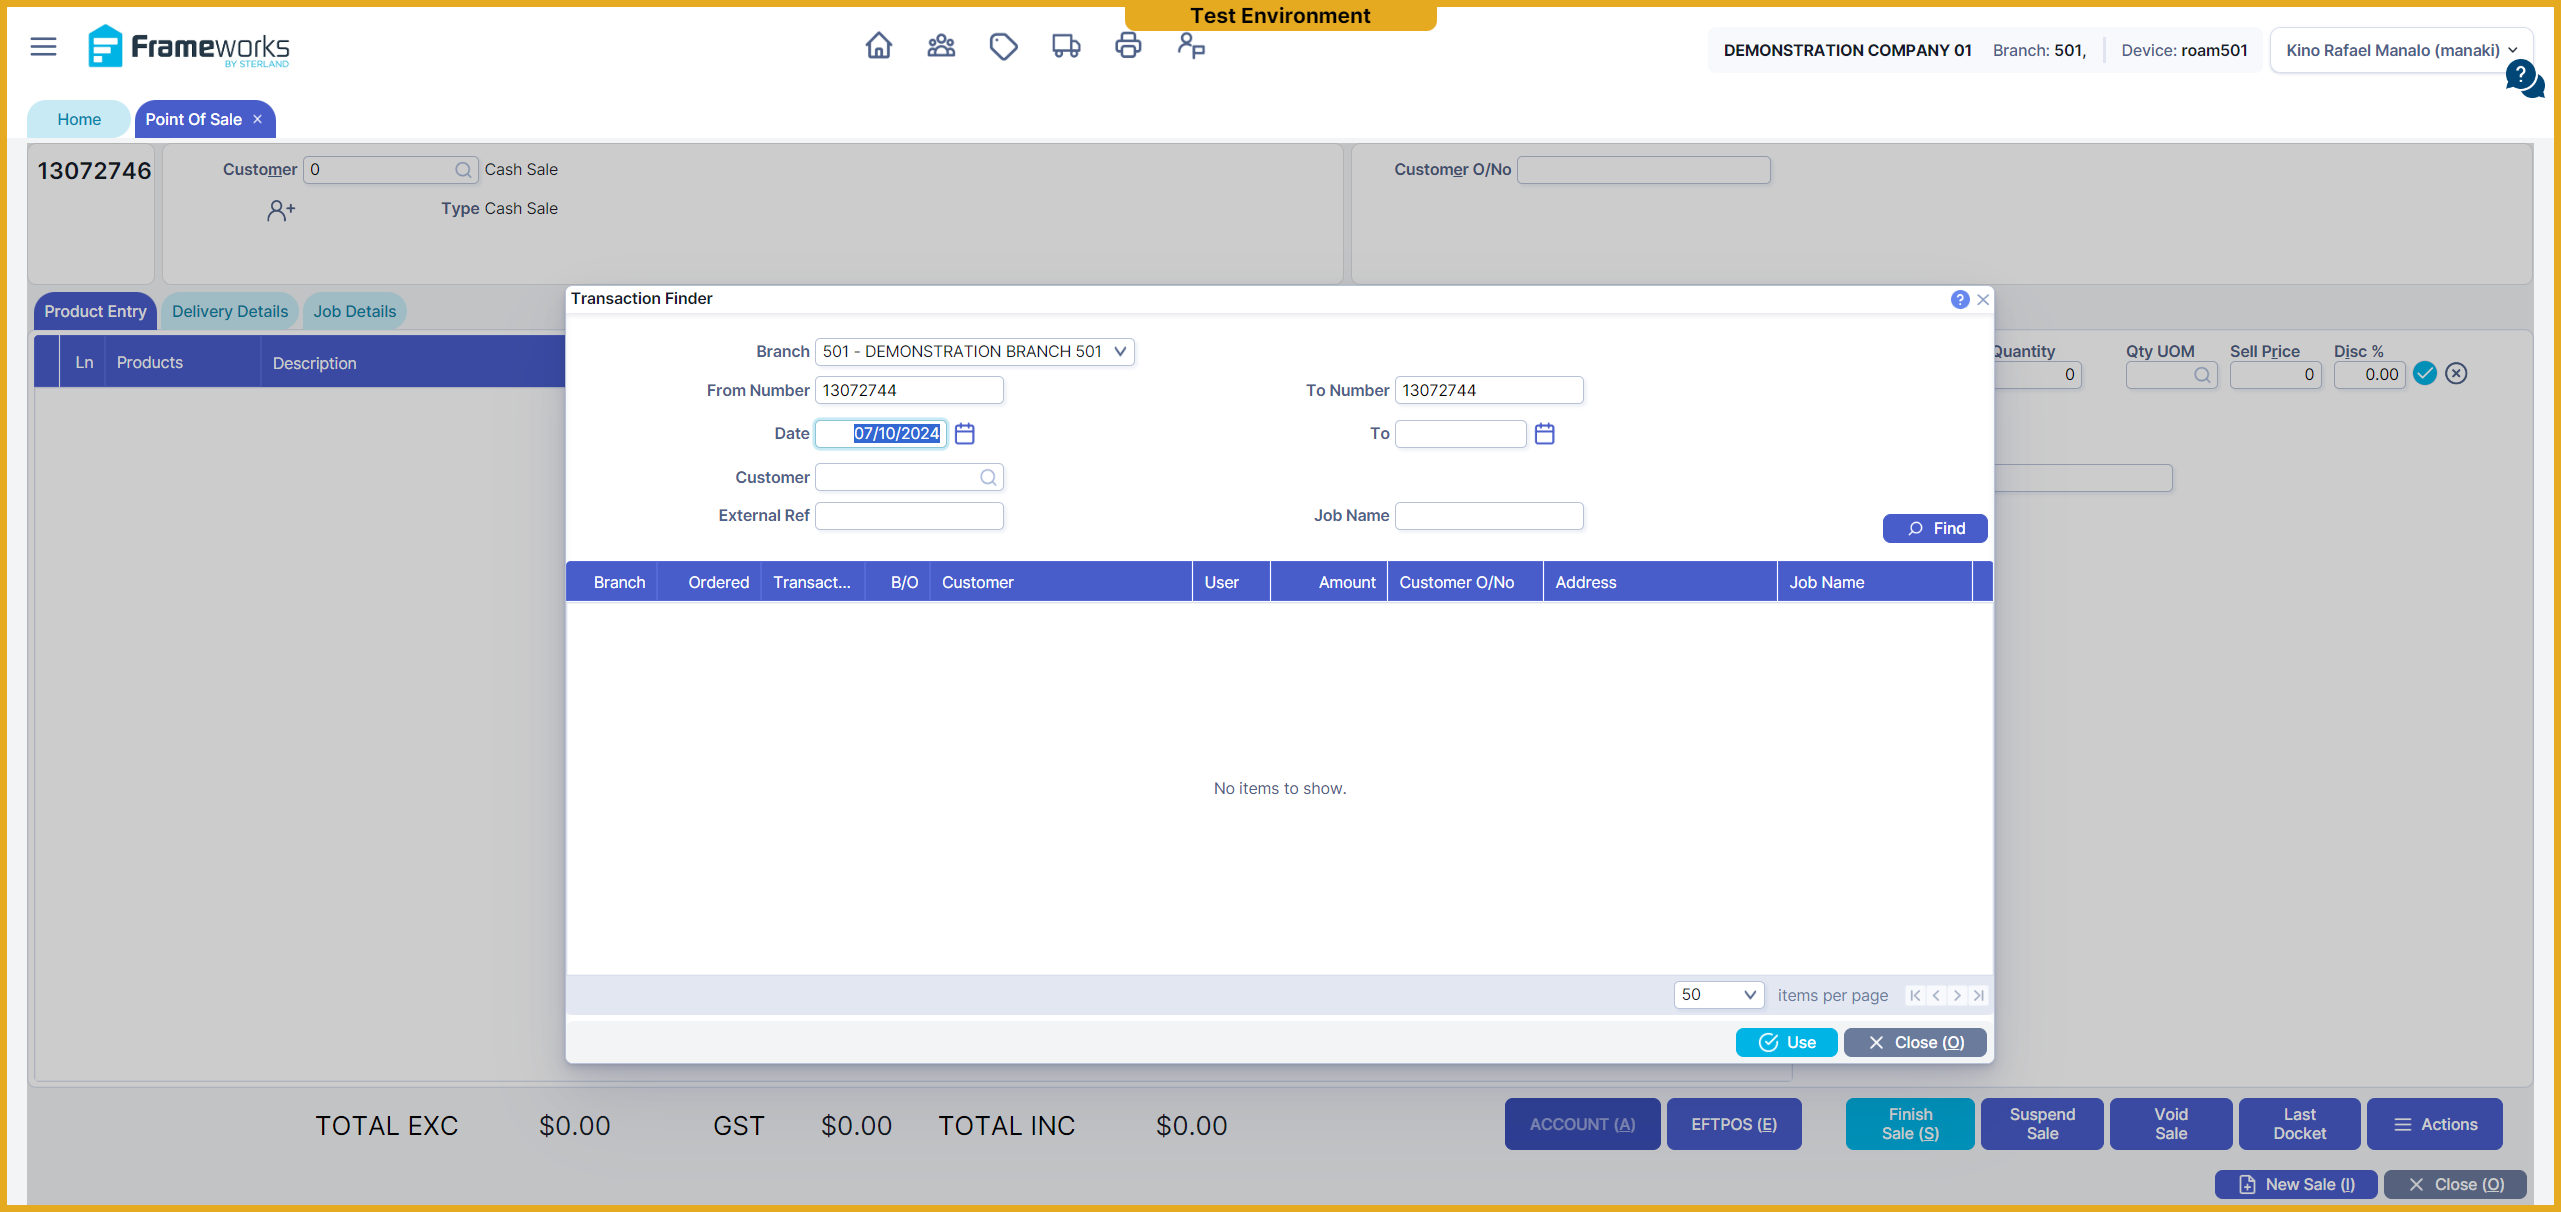 Test Environment
Frameworks
BY STERLAND
DEMONSTRATION COMPANY 01 Branch: 501, Device: roam501
Kino Rafael Manalo (manaki)
?
Home
Point Of Sale ×
13072746
Customer 0 Cash Sale
Type Cash Sale
Customer O/No
Product Entry
Delivery Details
Job Details
Ln Products Description
Quantity Qty UOM Sell Price Disc %
0 0 0.00
Transaction Finder
?
Branch 501 - DEMONSTRATION BRANCH 501
From Number 13072744
To Number 13072744
Date 07/10/2024
To
Customer
External Ref
Job Name
Find
Branch Ordered Transact... B/O Customer User Amount Customer O/No Address Job Name
No items to show.
50 items per page
Use
Close (O)
TOTAL EXC $0.00 GST $0.00 TOTAL INC $0.00
ACCOUNT (A)
EFTPOS (E)
Finish
Sale (S)
Suspend
Sale
Void
Sale
Last
Docket
Actions
New Sale (I)
Close (O)